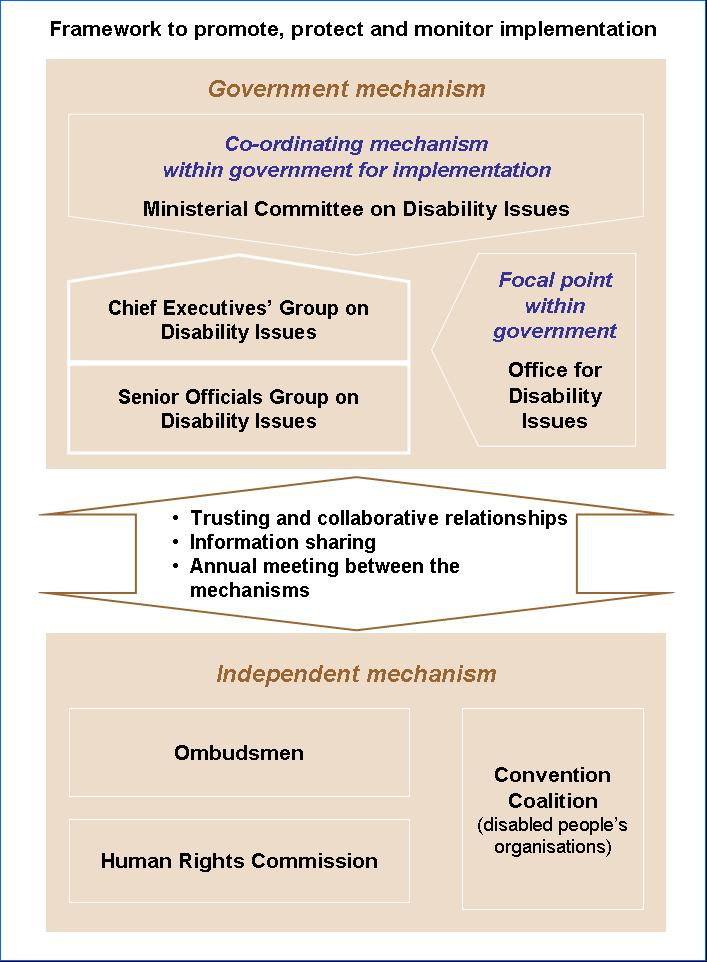 Framework to promote, protect and monitor implementation
Government mechanism
Co-ordinating mechanism
within government for implementation
Ministerial Committee on Disability Issues
Chief Executives’ Group on
Disability Issues
Senior Officials Group on
Disability Issues
Focal point
within
government
Office for
Disability
Issues
• Trusting and collaborative relationships
• Information sharing
• Annual meeting between the
mechanisms
Independent mechanism
Ombudsmen
Human Rights Commission
Convention
Coalition
(disabled people’s
organisations)